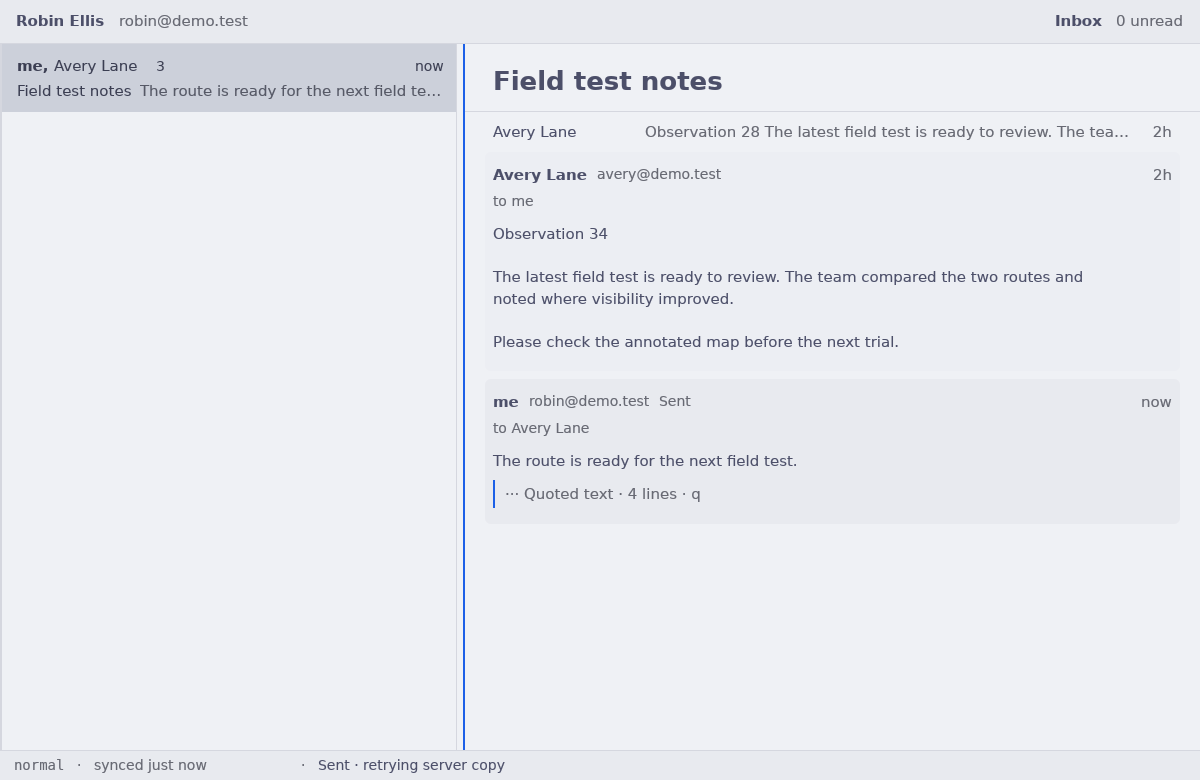 Robin Ellis robin@demo.test Inbox 0 unread
me, Avery Lane 3 now
Field test notes The route is ready for the next field te…
Field test notes
Avery Lane Observation 28 The latest field test is ready to review. The tea… 2h
Avery Lane avery@demo.test 2h
to me
Observation 34
The latest field test is ready to review. The team compared the two routes and
noted where visibility improved.
Please check the annotated map before the next trial.
me robin@demo.test Sent now
to Avery Lane
The route is ready for the next field test.
··· Quoted text · 4 lines · q
normal · synced just now · Sent · retrying server copy